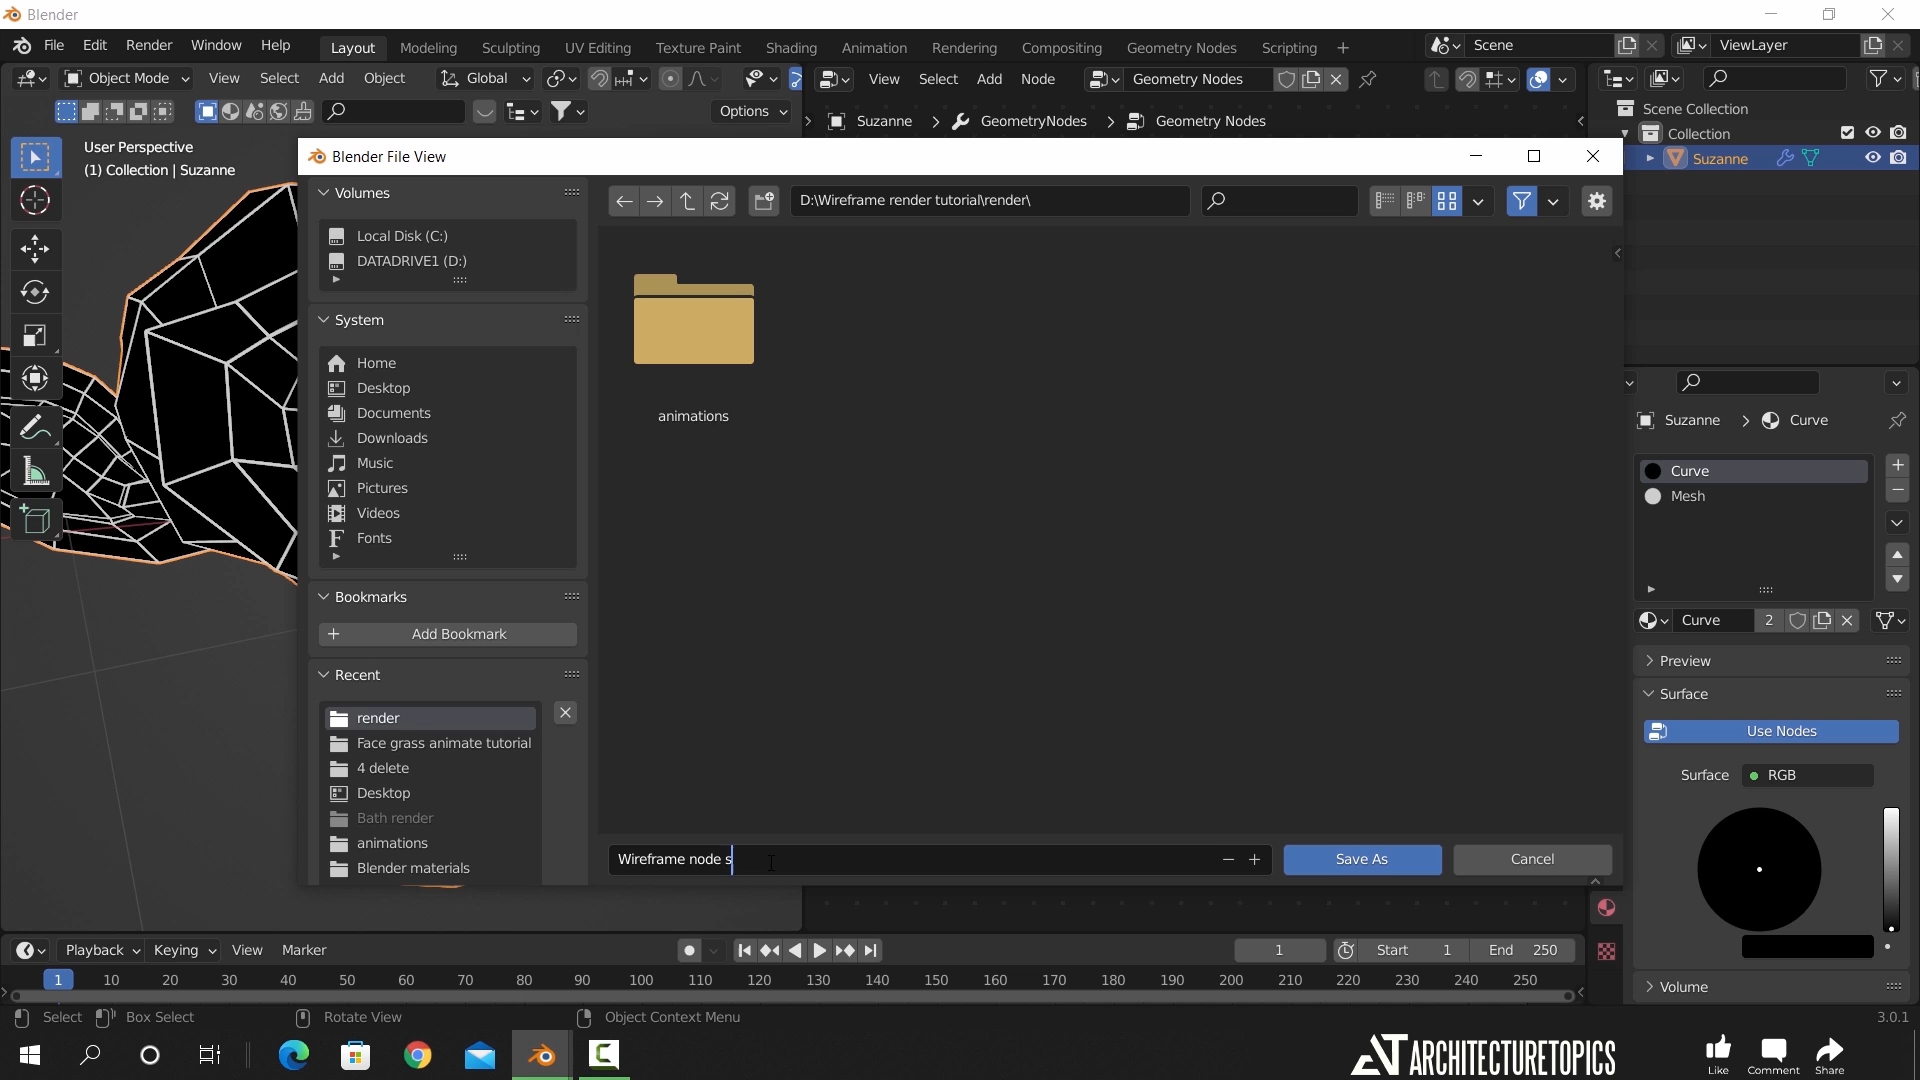 Blender
File Edit Render Window Help Layout Modeling Sculpting UV Editing Texture Paint Shading Animation Rendering Compositing Geometry Nodes Scripting + Scene ViewLayer
Object Mode View Select Add Object Global View Select Add Node Geometry Nodes
Options
User Perspective
(1) Collection | Suzanne
Suzanne > GeometryNodes > Geometry Nodes
Scene Collection
Collection
Suzanne
Blender File View
Volumes
Local Disk (C:)
DATADRIVE1 (D:)
System
Home
Desktop
Documents
Downloads
Music
Pictures
Videos
Fonts
Bookmarks
+ Add Bookmark
Recent
render
Face grass animate tutorial
4 delete
Desktop
Bath render
animations
Blender materials
D:\Wireframe render tutorial\render\
animations
Wireframe node s
Save As
Cancel
Suzanne > Curve
Curve
Mesh
Curve 2
Preview
Surface
Use Nodes
Surface RGB
Volume
Playback Keying View Marker 1 Start 1 End 250
1 10 20 30 40 50 60 70 80 90 100 110 120 130 140 150 160 170 180 190 200 210 220 230 240 250
Select Box Select Rotate View Object Context Menu 3.0.1
ARCHITECTURETOPICS
Like Comment Share